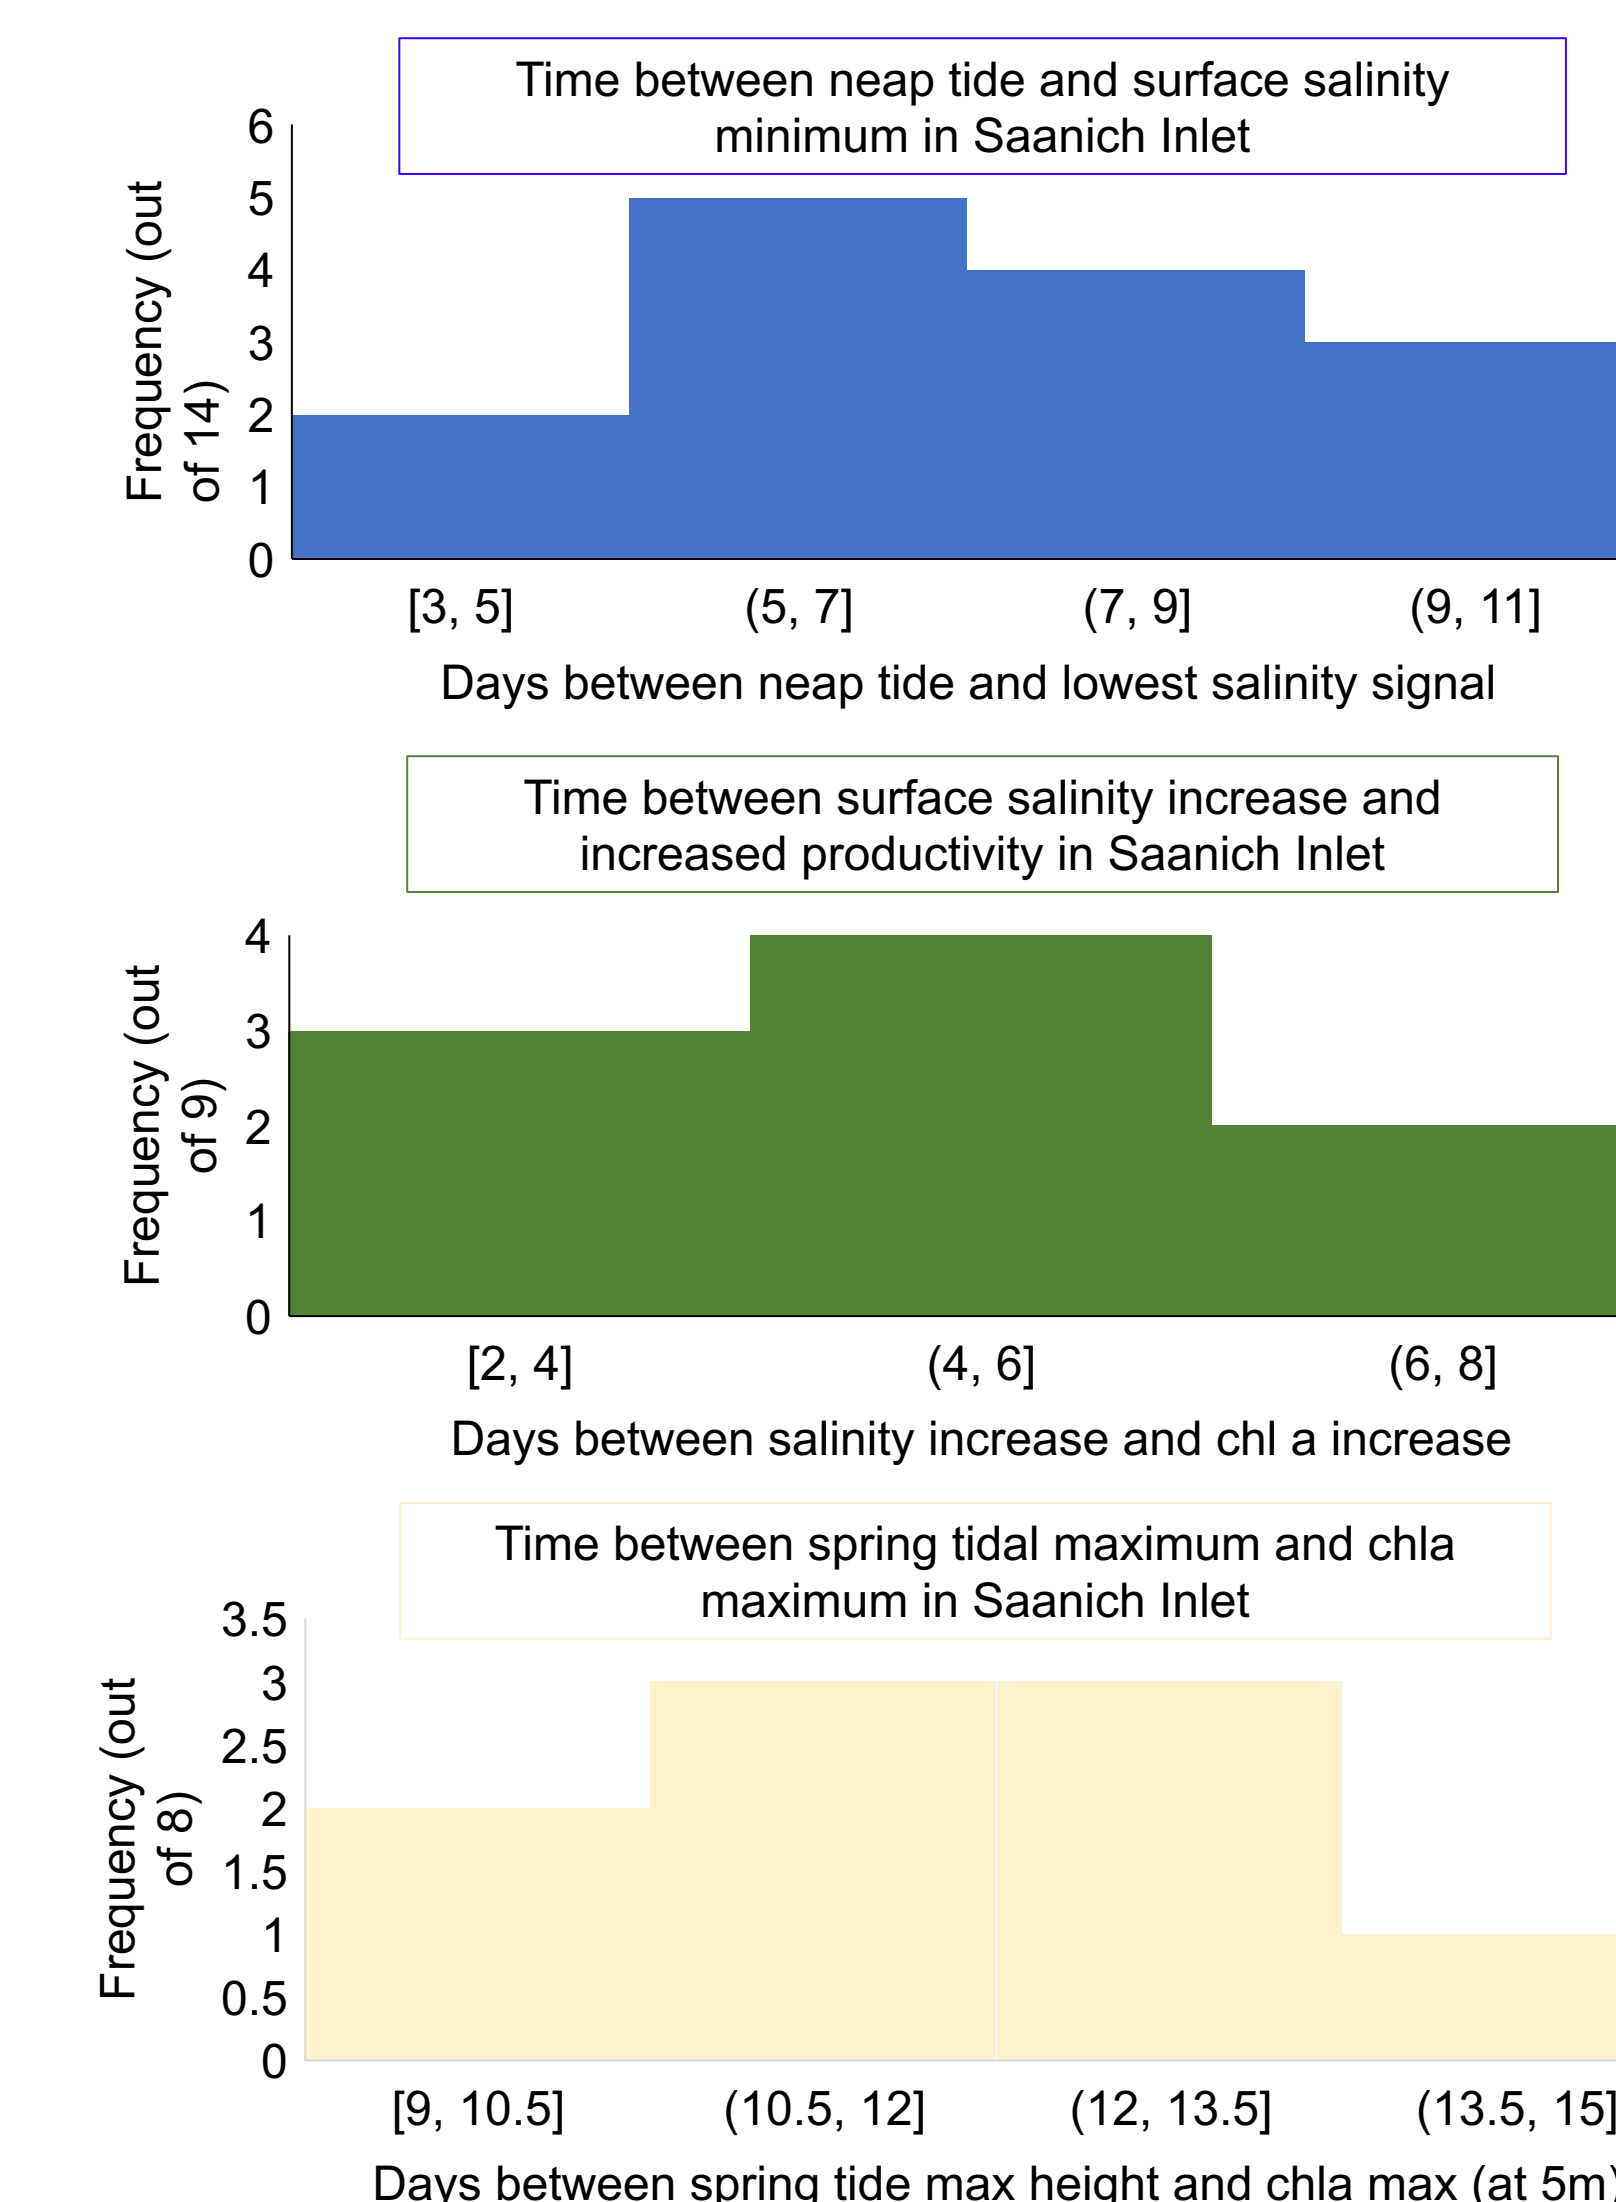 Time between neap tide and surface salinity
minimum in Saanich Inlet
Frequency (out
of 14)
6
5
4
3
2
1
0
[3, 5]
(5, 7]
(7, 9]
(9, 11]
Days between neap tide and lowest salinity signal
Time between surface salinity increase and
increased productivity in Saanich Inlet
Frequency (out
of 9)
4
3
2
1
0
[2, 4]
(4, 6]
(6, 8]
Days between salinity increase and chl a increase
Time between spring tidal maximum and chla
maximum in Saanich Inlet
Frequency (out
of 8)
3.5
3
2.5
2
1.5
1
0.5
0
[9, 10.5]
(10.5, 12]
(12, 13.5]
(13.5, 15]
Days between spring tide max height and chla max (at 5m)